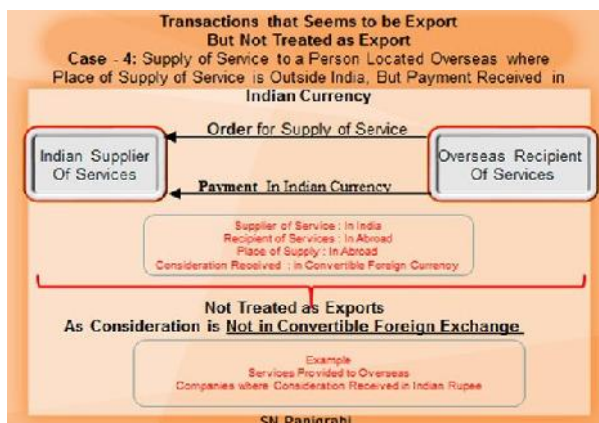 Transactions that Seems to be Export
But Not Treated as Export
Case - 4: Supply of Service to a Person Located Overseas where
Place of Supply of Service is Outside India, But Payment Received in
Indian Currency
Order for Supply of Service
Indian Supplier
Of Services
Overseas Recipient
Of Services
Payment In Indian Currency
Supplier of Service : In India
Recipient of Services : In Abroad
Place of Supply : In Abroad
Consideration Received : in Convertible Foreign Currency
Not Treated as Exports
As Consideration is Not in Convertible Foreign Exchange
Example
Services Provided to Overseas
Companies where Consideration Received in Indian Rupee
SN Panigrahi